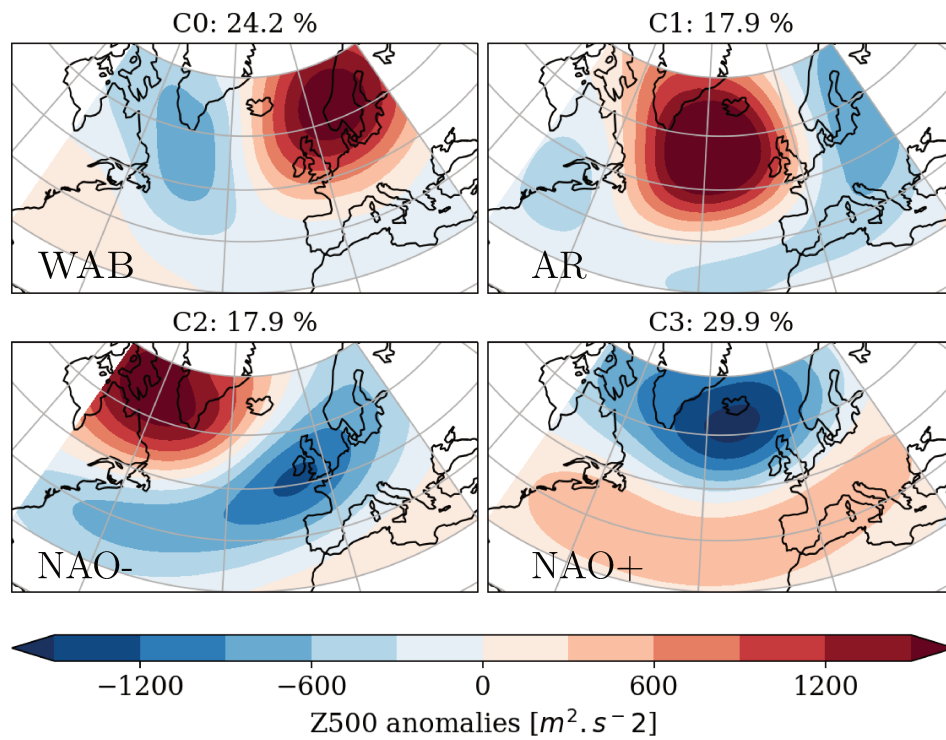 C0: 24.2 %
C1: 17.9 %
WAB
AR
C2: 17.9 %
C3: 29.9 %
NAO-
NAO+
−1200 −600 0 600 1200
Z500 anomalies [m².s⁻2]